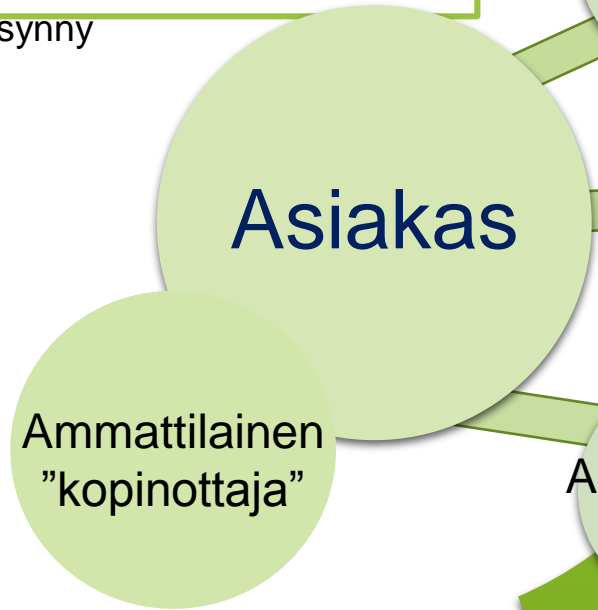 synny
Asiakas
Ammattilainen
”kopinottaja”
A